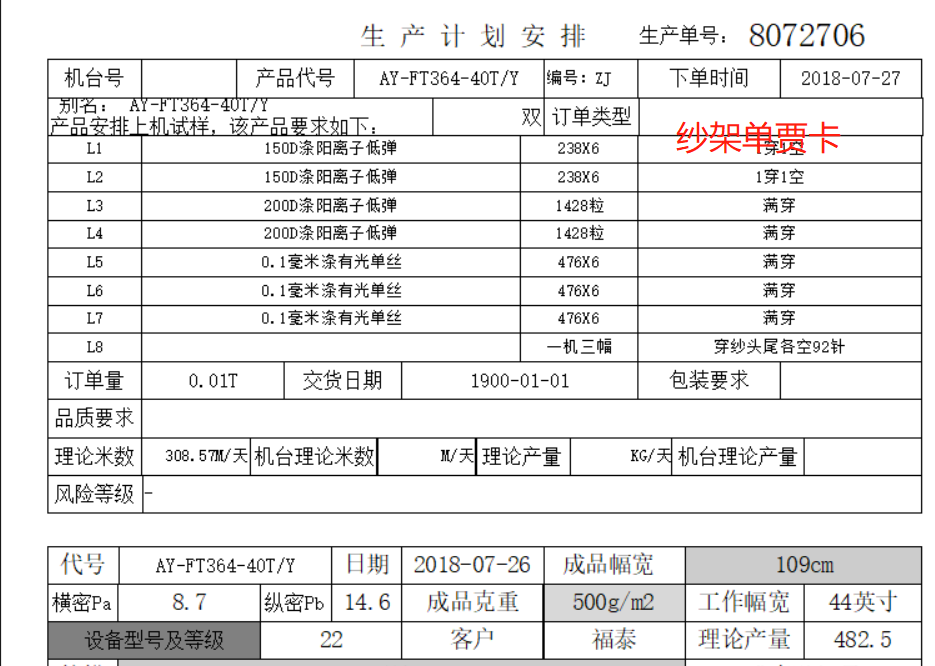 生产计划安排 生产单号: 8072706
机台号 产品代号 AY-FT364-40T/Y 编号: ZJ 下单时间 2018-07-27
别名: AY-FT364-40T/Y
产品安排上机试样, 该产品要求如下: 双 订单类型
纱架单贾卡
L1 150D涤阳离子低弹 238X6 1穿1空
L2 150D涤阳离子低弹 238X6 1穿1空
L3 200D涤阳离子低弹 1428粒 满穿
L4 200D涤阳离子低弹 1428粒 满穿
L5 0.1毫米涤有光单丝 476X6 满穿
L6 0.1毫米涤有光单丝 476X6 满穿
L7 0.1毫米涤有光单丝 476X6 满穿
L8 一机三幅 穿纱头尾各空92针
订单量 0.01T 交货日期 1900-01-01 包装要求
品质要求
理论米数 308.57M/天 机台理论米数 M/天 理论产量 KG/天 机台理论产量
风险等级 -
代号 AY-FT364-40T/Y 日期 2018-07-26 成品幅宽 109cm
横密Pa 8.7 纵密Pb 14.6 成品克重 500g/m2 工作幅宽 44英寸
设备型号及等级 22 客户 福泰 理论产量 482.5